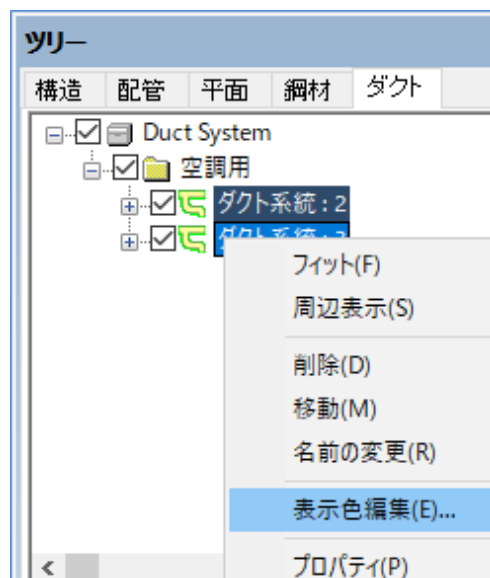 ツリー
構造 配管 平面 鋼材 ダクト
Duct System
空調用
ダクト系統 : 2
フィット(F)
周辺表示(S)
削除(D)
移動(M)
名前の変更(R)
表示色編集(E)...
プロパティ(P)